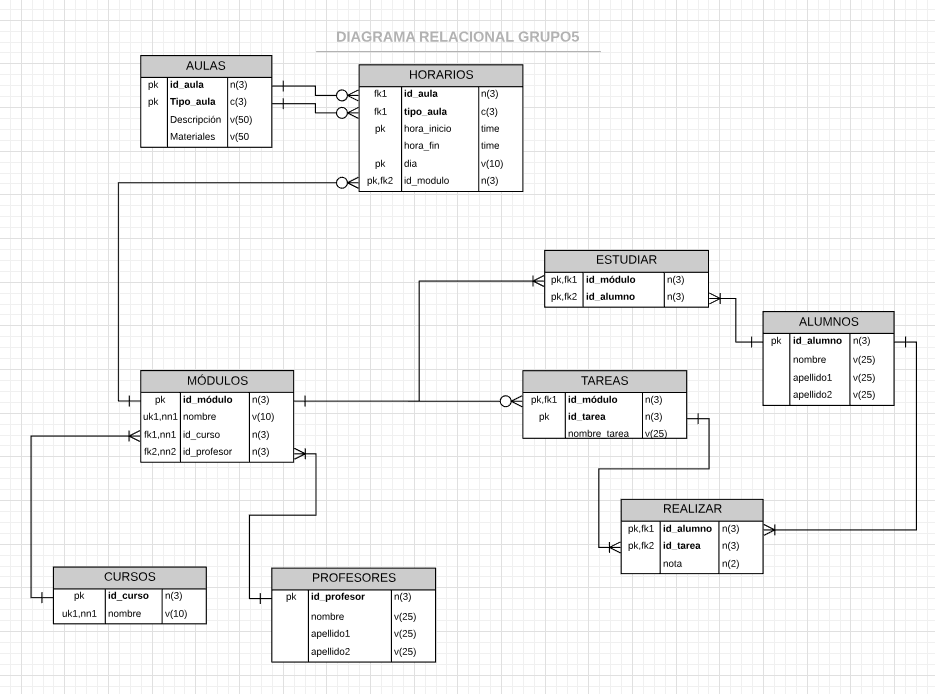 DIAGRAMA RELACIONAL GRUPO5
AULAS
pk id_aula n(3)
pk Tipo_aula c(3)
Descripción v(50)
Materiales v(50
HORARIOS
fk1 id_aula n(3)
fk1 tipo_aula c(3)
pk hora_inicio time
hora_fin time
pk dia v(10)
pk,fk2 id_modulo n(3)
ESTUDIAR
pk,fk1 id_módulo n(3)
pk,fk2 id_alumno n(3)
ALUMNOS
pk id_alumno n(3)
nombre v(25)
apellido1 v(25)
apellido2 v(25)
MÓDULOS
pk id_módulo n(3)
uk1,nn1 nombre v(10)
fk1,nn1 id_curso n(3)
fk2,nn2 id_profesor n(3)
TAREAS
pk,fk1 id_módulo n(3)
pk id_tarea n(3)
nombre_tarea v(25)
REALIZAR
pk,fk1 id_alumno n(3)
pk,fk2 id_tarea n(3)
nota n(2)
CURSOS
pk id_curso n(3)
uk1,nn1 nombre v(10)
PROFESORES
pk id_profesor n(3)
nombre v(25)
apellido1 v(25)
apellido2 v(25)